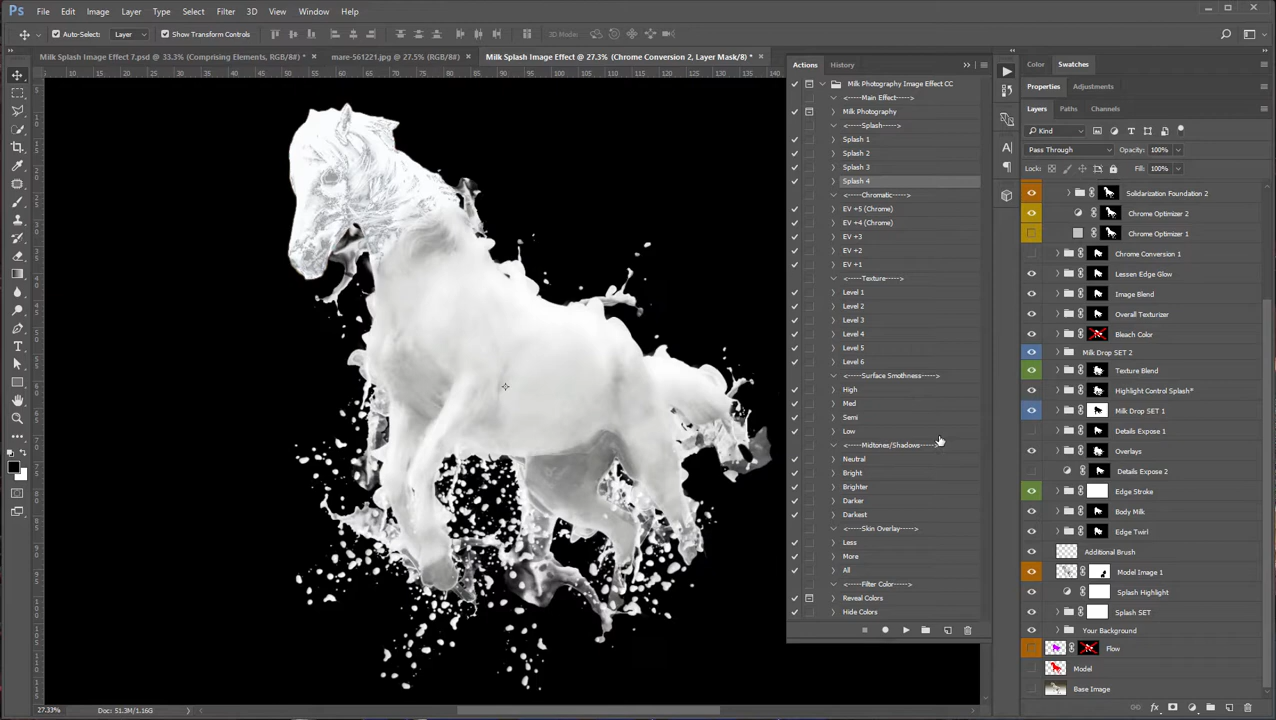 Ps File Edit Image Layer Type Select Filter 3D View Window Help
Auto-Select: Layer Show Transform Controls 3D Mode:
Milk Splash Image Effect 7.psd @ 33.3% (Comprising Elements, RGB/8#) * ×
mare-561221.jpg @ 27.5% (RGB/8#) ×
Milk Splash Image Effect @ 27.3% (Chrome Conversion 2, Layer Mask/8) * ×
Actions History
Milk Photography Image Effect CC
<-----Main Effect---->
Milk Photography
<-----Splash----->
Splash 1
Splash 2
Splash 3
Splash 4
<-----Chromatic----->
EV +5 (Chrome)
EV +4 (Chrome)
EV +3
EV +2
EV +1
<-----Texture----->
Level 1
Level 2
Level 3
Level 4
Level 5
Level 6
<-----Surface Smothness----->
High
Med
Semi
Low
<-----Midtones/Shadows----->
Neutral
Bright
Brighter
Darker
Darkest
<-----Skin Overlay----->
Less
More
All
<-----Filter Color----->
Reveal Colors
Hide Colors
Color Swatches
Properties Adjustments
Layers Paths Channels
Kind
Pass Through Opacity: 100%
Lock: Fill: 100%
Solidarization Foundation 2
Chrome Optimizer 2
Chrome Optimizer 1
Chrome Conversion 1
Lessen Edge Glow
Image Blend
Overall Texturizer
Bleach Color
Milk Drop SET 2
Texture Blend
Highlight Control Splash*
Milk Drop SET 1
Details Expose 1
Overlays
Details Expose 2
Edge Stroke
Body Milk
Edge Twirl
Additional Brush
Model Image 1
Splash Highlight
Splash SET
Your Background
Flow
Model
Base Image
27.33% Doc: 51.3M/1.16G